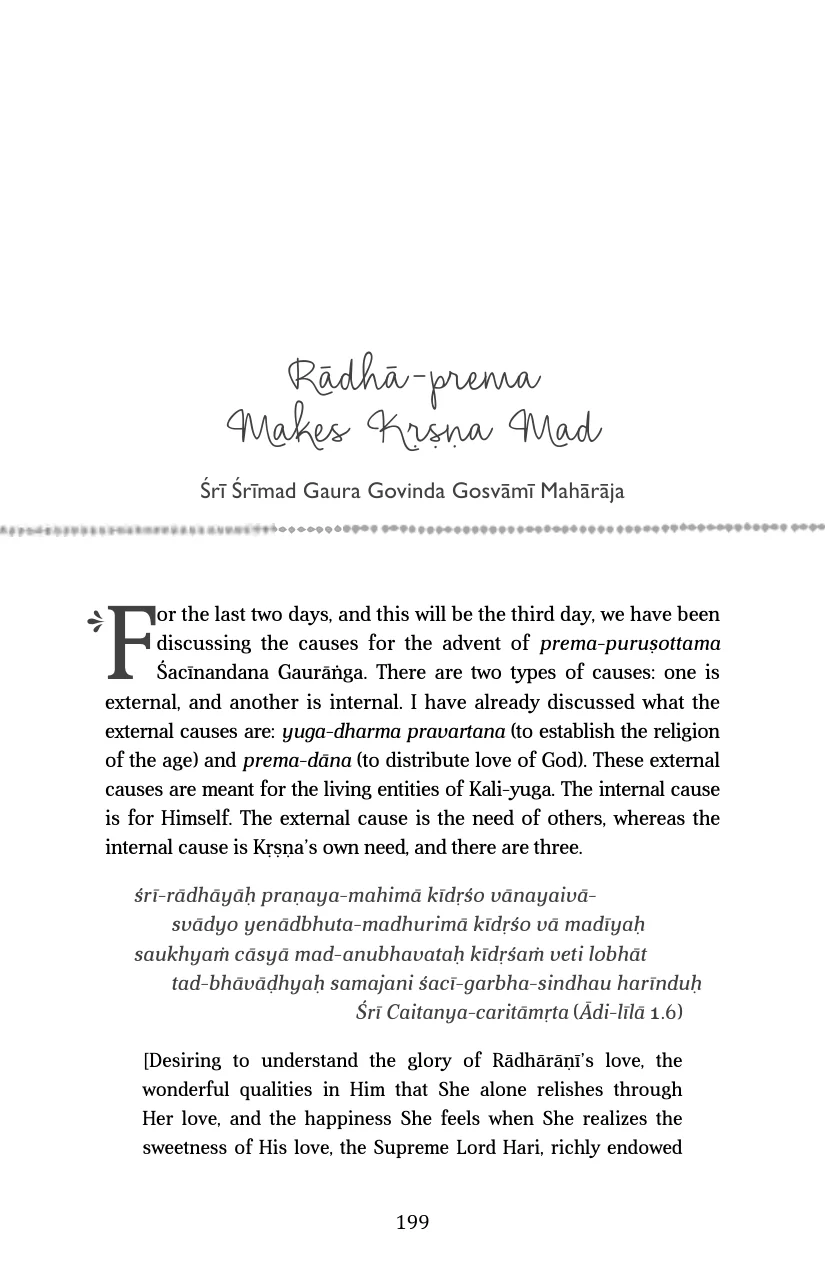 Rādhā-prema
Makes Kṛṣṇa Mad
Śrī Śrīmad Gaura Govinda Gosvāmī Mahārāja
For the last two days, and this will be the third day, we have been
discussing the causes for the advent of prema-puruṣottama
Śacīnandana Gaurāṅga. There are two types of causes: one is
external, and another is internal. I have already discussed what the
external causes are: yuga-dharma pravartana (to establish the religion
of the age) and prema-dāna (to distribute love of God). These external
causes are meant for the living entities of Kali-yuga. The internal cause
is for Himself. The external cause is the need of others, whereas the
internal cause is Kṛṣṇa’s own need, and there are three.
śrī-rādhāyāḥ praṇaya-mahimā kīdṛśo vānayaivā-
svādyo yenādbhuta-madhurimā kīdṛśo vā madīyaḥ
saukhyaṁ cāsyā mad-anubhavataḥ kīdṛśaṁ veti lobhāt
tad-bhāvāḍhyaḥ samajani śacī-garbha-sindhau harīnduḥ
Śrī Caitanya-caritāmṛta (Ādi-līlā 1.6)
[Desiring to understand the glory of Rādhārāṇī’s love, the
wonderful qualities in Him that She alone relishes through
Her love, and the happiness She feels when She realizes the
sweetness of His love, the Supreme Lord Hari, richly endowed
199